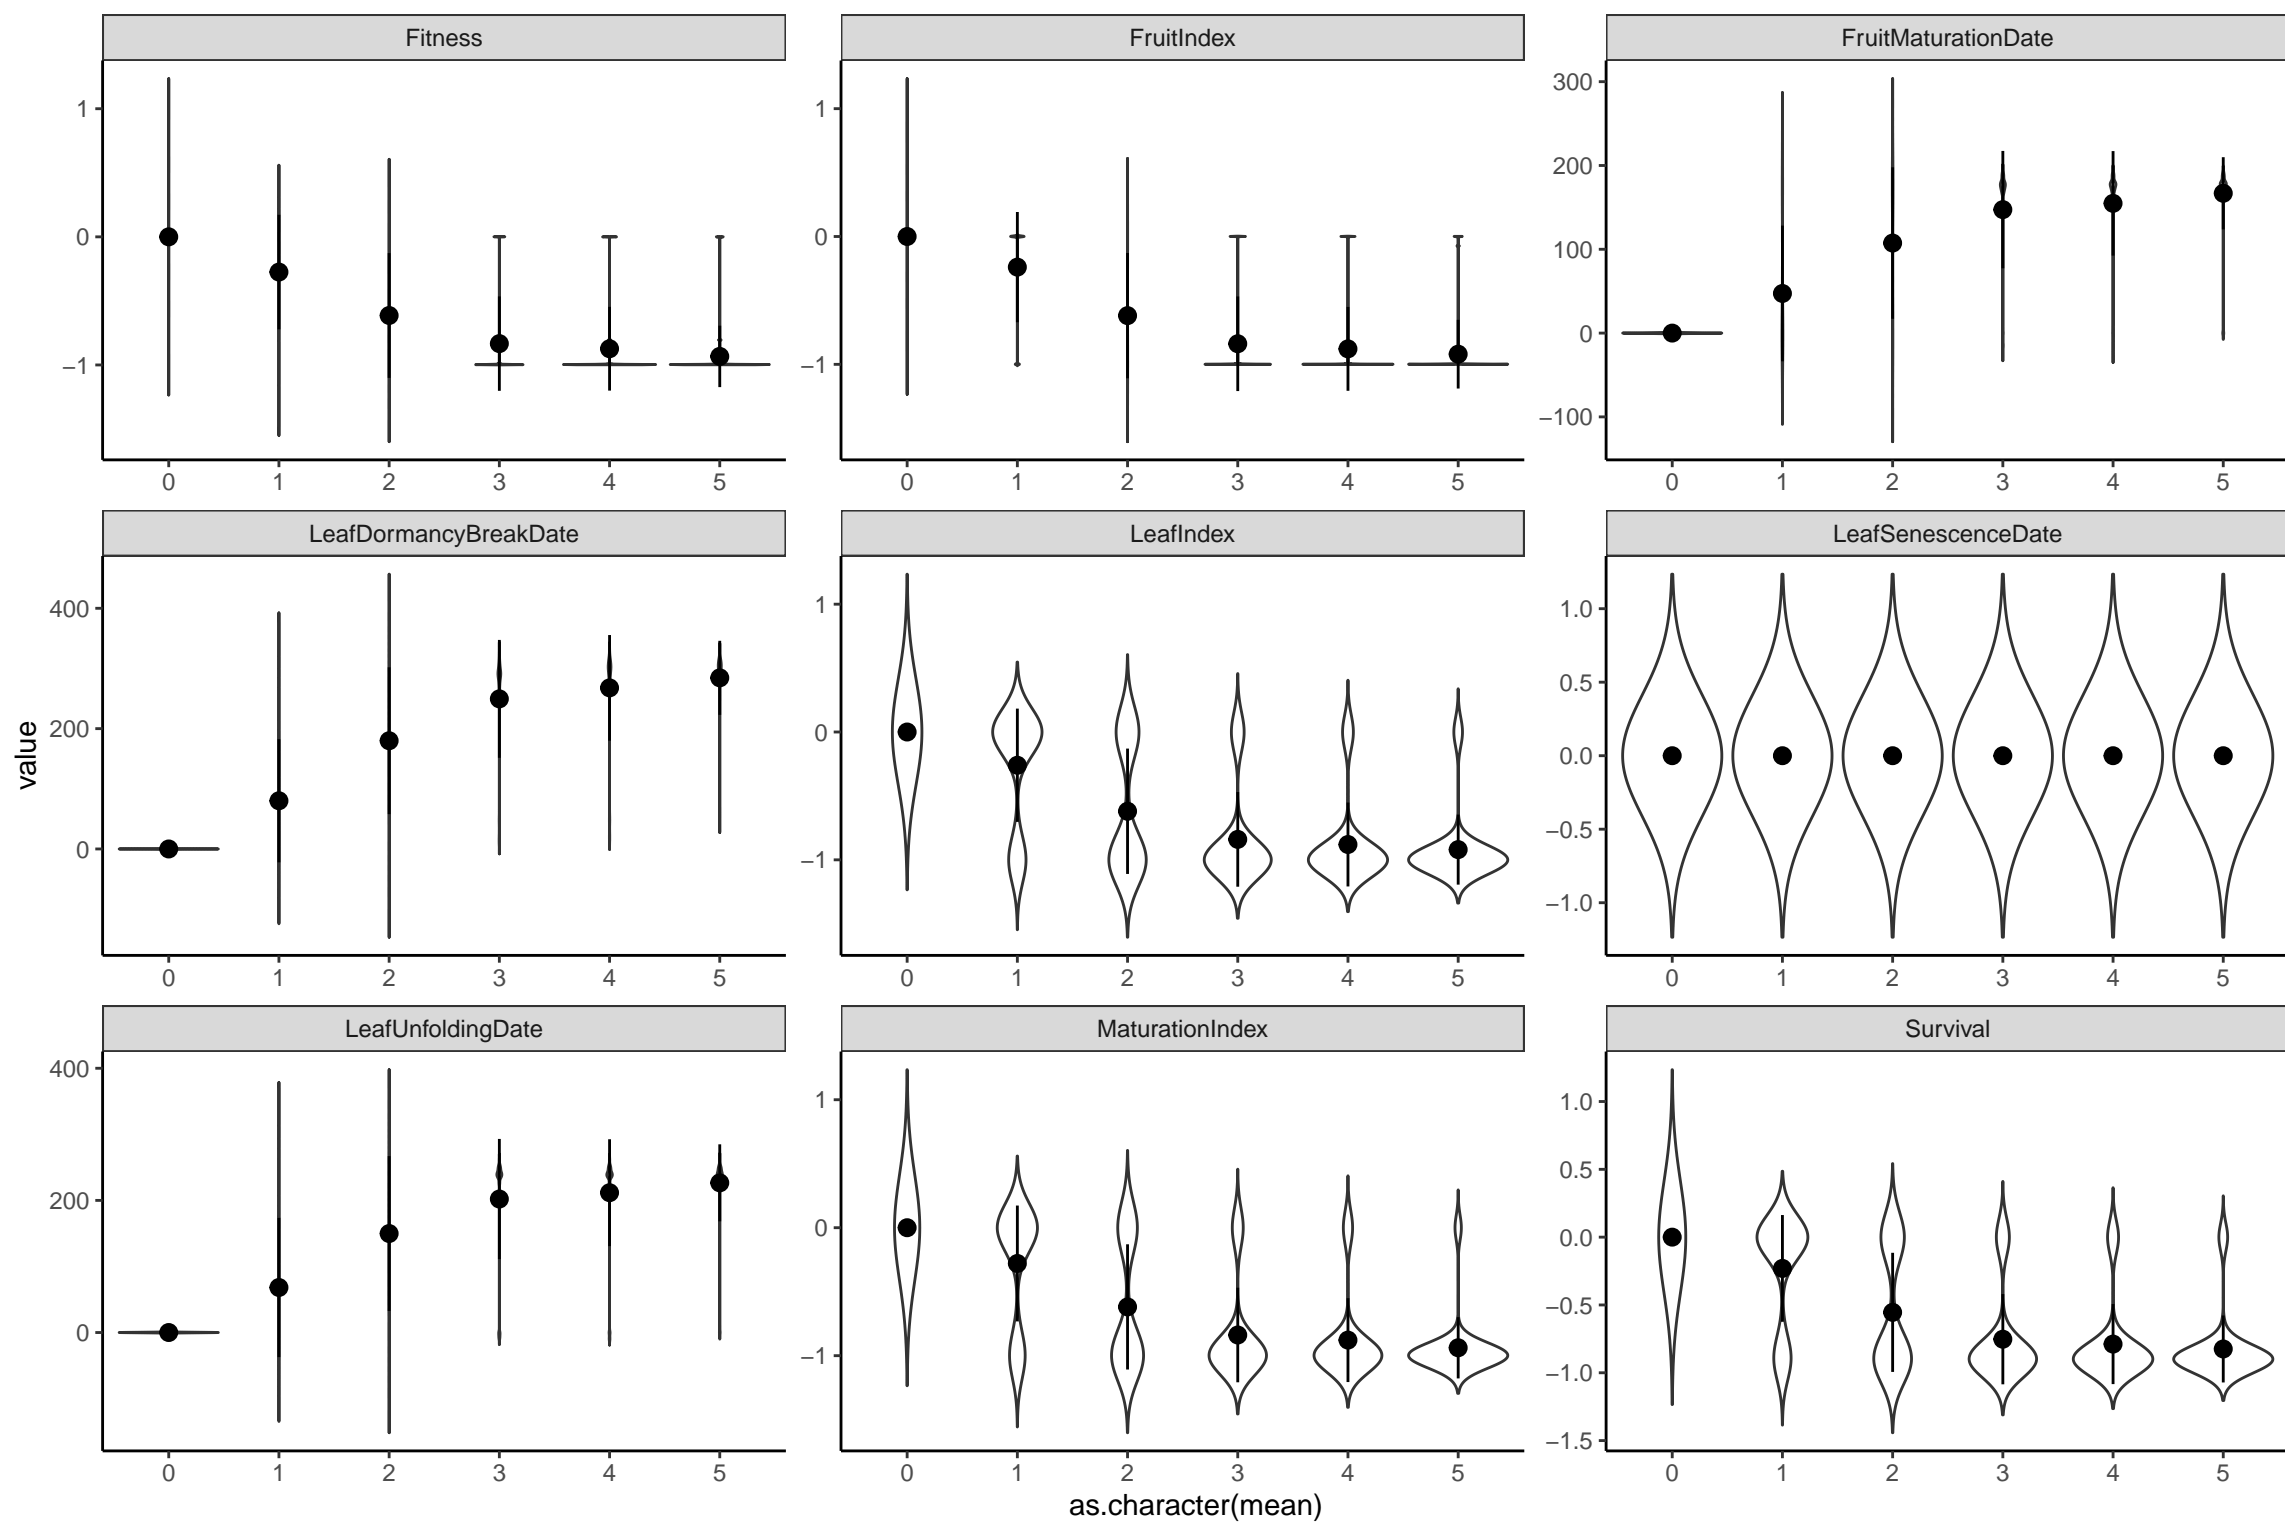 Fitness
FruitIndex
FruitMaturationDate
1
0
−1
0 1 2 3 4 5
1
0
−1
0 1 2 3 4 5
300
200
100
0
−100
0 1 2 3 4 5
LeafDormancyBreakDate
LeafIndex
LeafSenescenceDate
value
400
200
0
0 1 2 3 4 5
1
0
−1
0 1 2 3 4 5
1.0
0.5
0.0
−0.5
−1.0
0 1 2 3 4 5
LeafUnfoldingDate
MaturationIndex
Survival
400
200
0
0 1 2 3 4 5
1
0
−1
0 1 2 3 4 5
1.0
0.5
0.0
−0.5
−1.0
−1.5
0 1 2 3 4 5
as.character(mean)